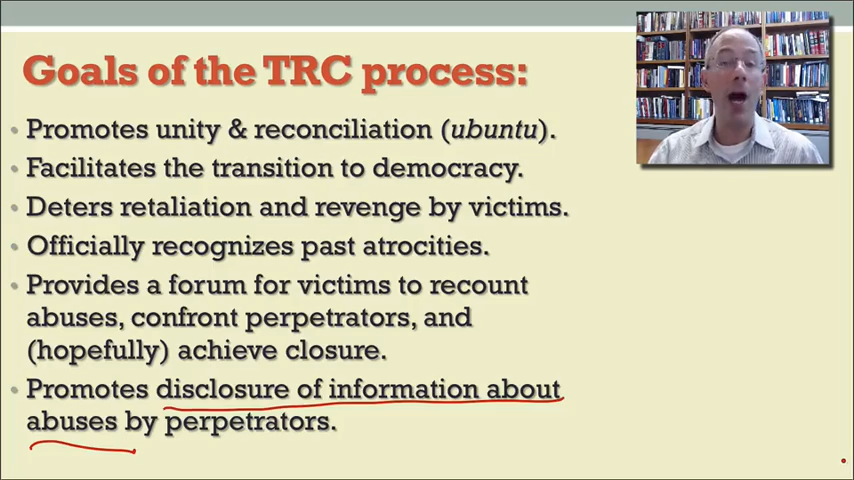 Goals of the TRC process:
• Promotes unity & reconciliation (ubuntu).
• Facilitates the transition to democracy.
• Deters retaliation and revenge by victims.
• Officially recognizes past atrocities.
• Provides a forum for victims to recount
abuses, confront perpetrators, and
(hopefully) achieve closure.
• Promotes disclosure of information about
abuses by perpetrators.